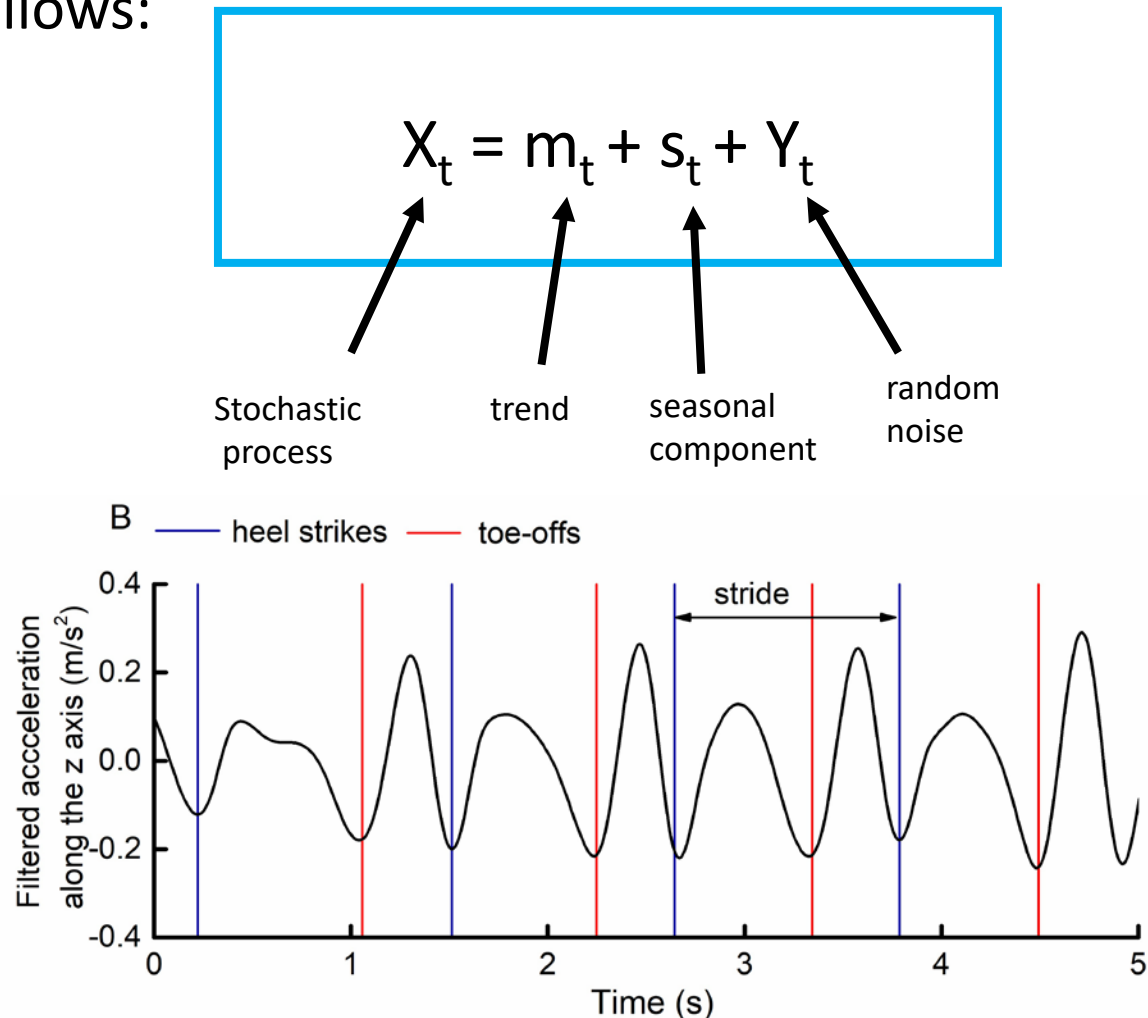 llows:
Xₜ = mₜ + sₜ + Yₜ
Stochastic process
trend
seasonal component
random noise
B
heel strikes
toe-offs
stride
Filtered accceleration
along the z axis (m/s²)
0.4
0.2
0.0
-0.2
-0.4
0 1 2 3 4 5
Time (s)